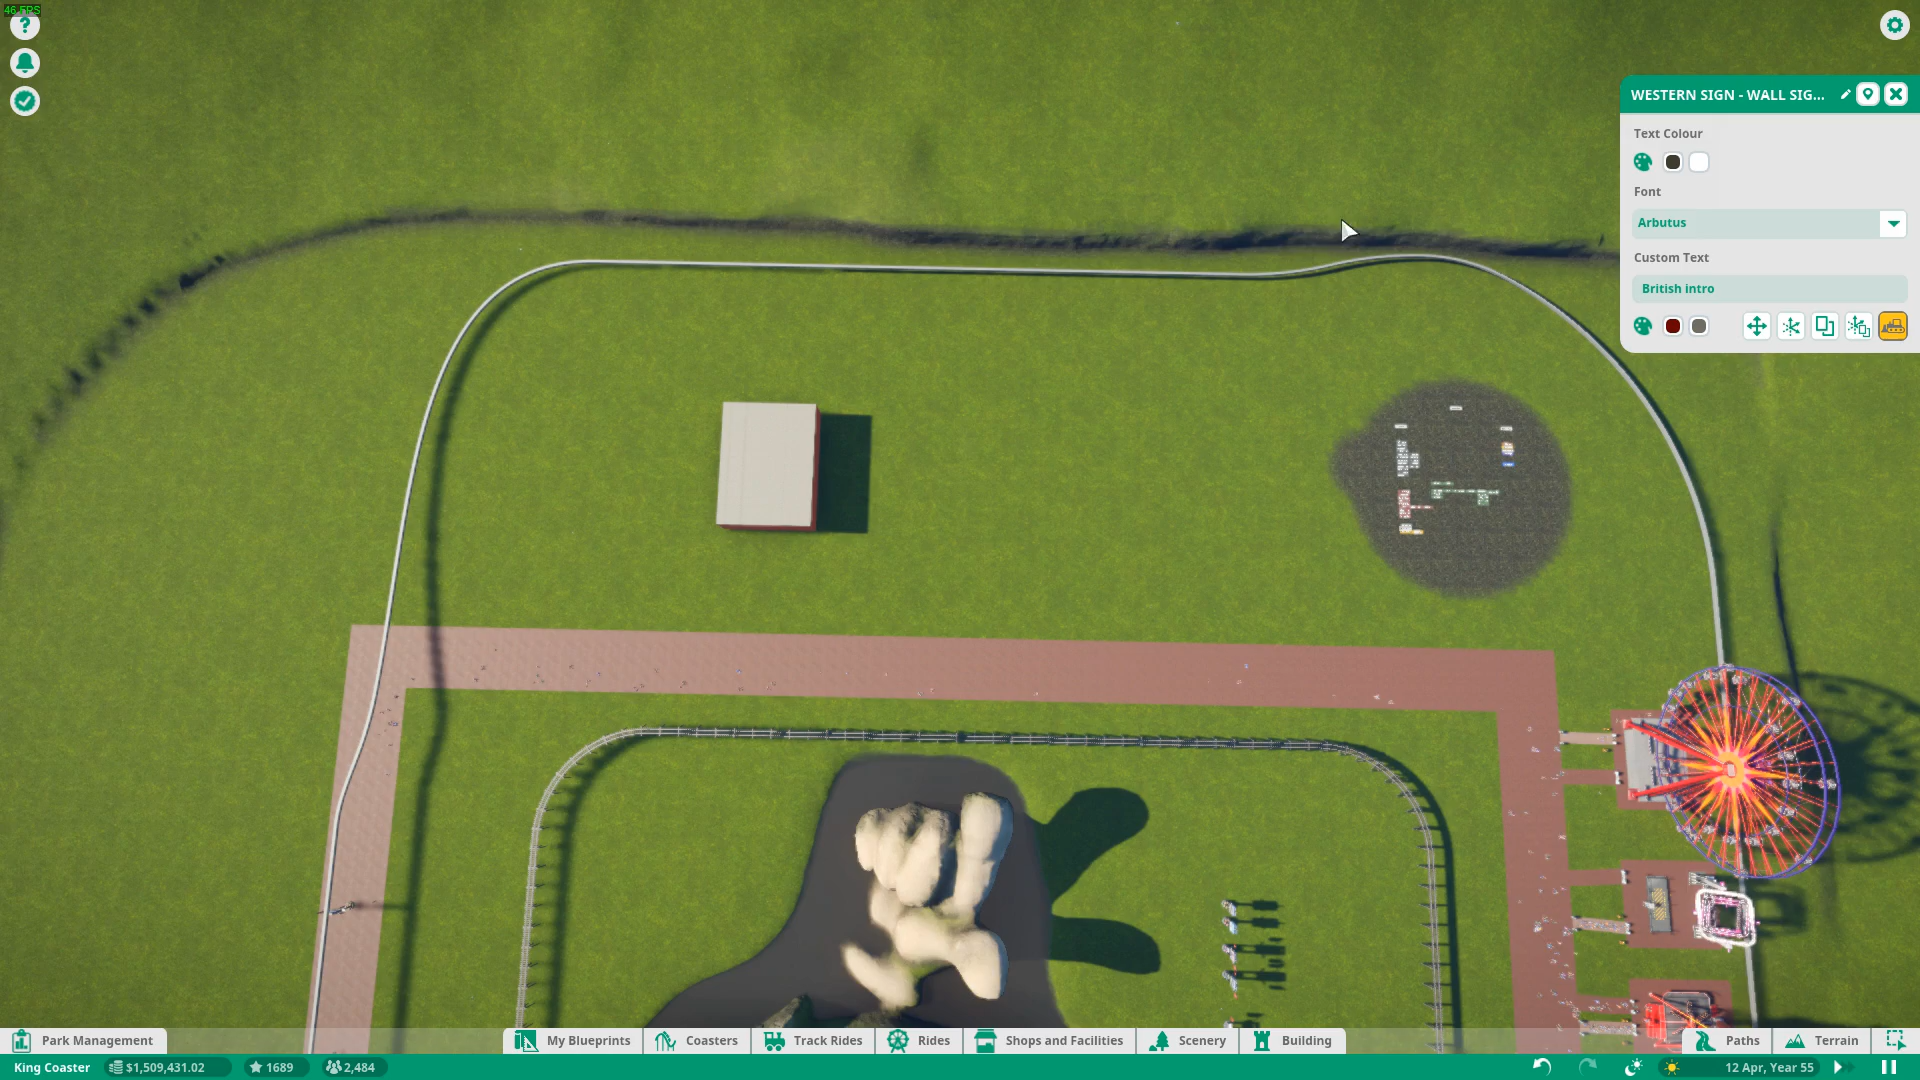 46 FPS
?
WESTERN SIGN - WALL SIG...
Text Colour
Font
Arbutus
Custom Text
British intro
Park Management
My Blueprints
Coasters
Track Rides
Rides
Shops and Facilities
Scenery
Building
Paths
Terrain
King Coaster
$1,509,431.02
1689
2,484
12 Apr, Year 55